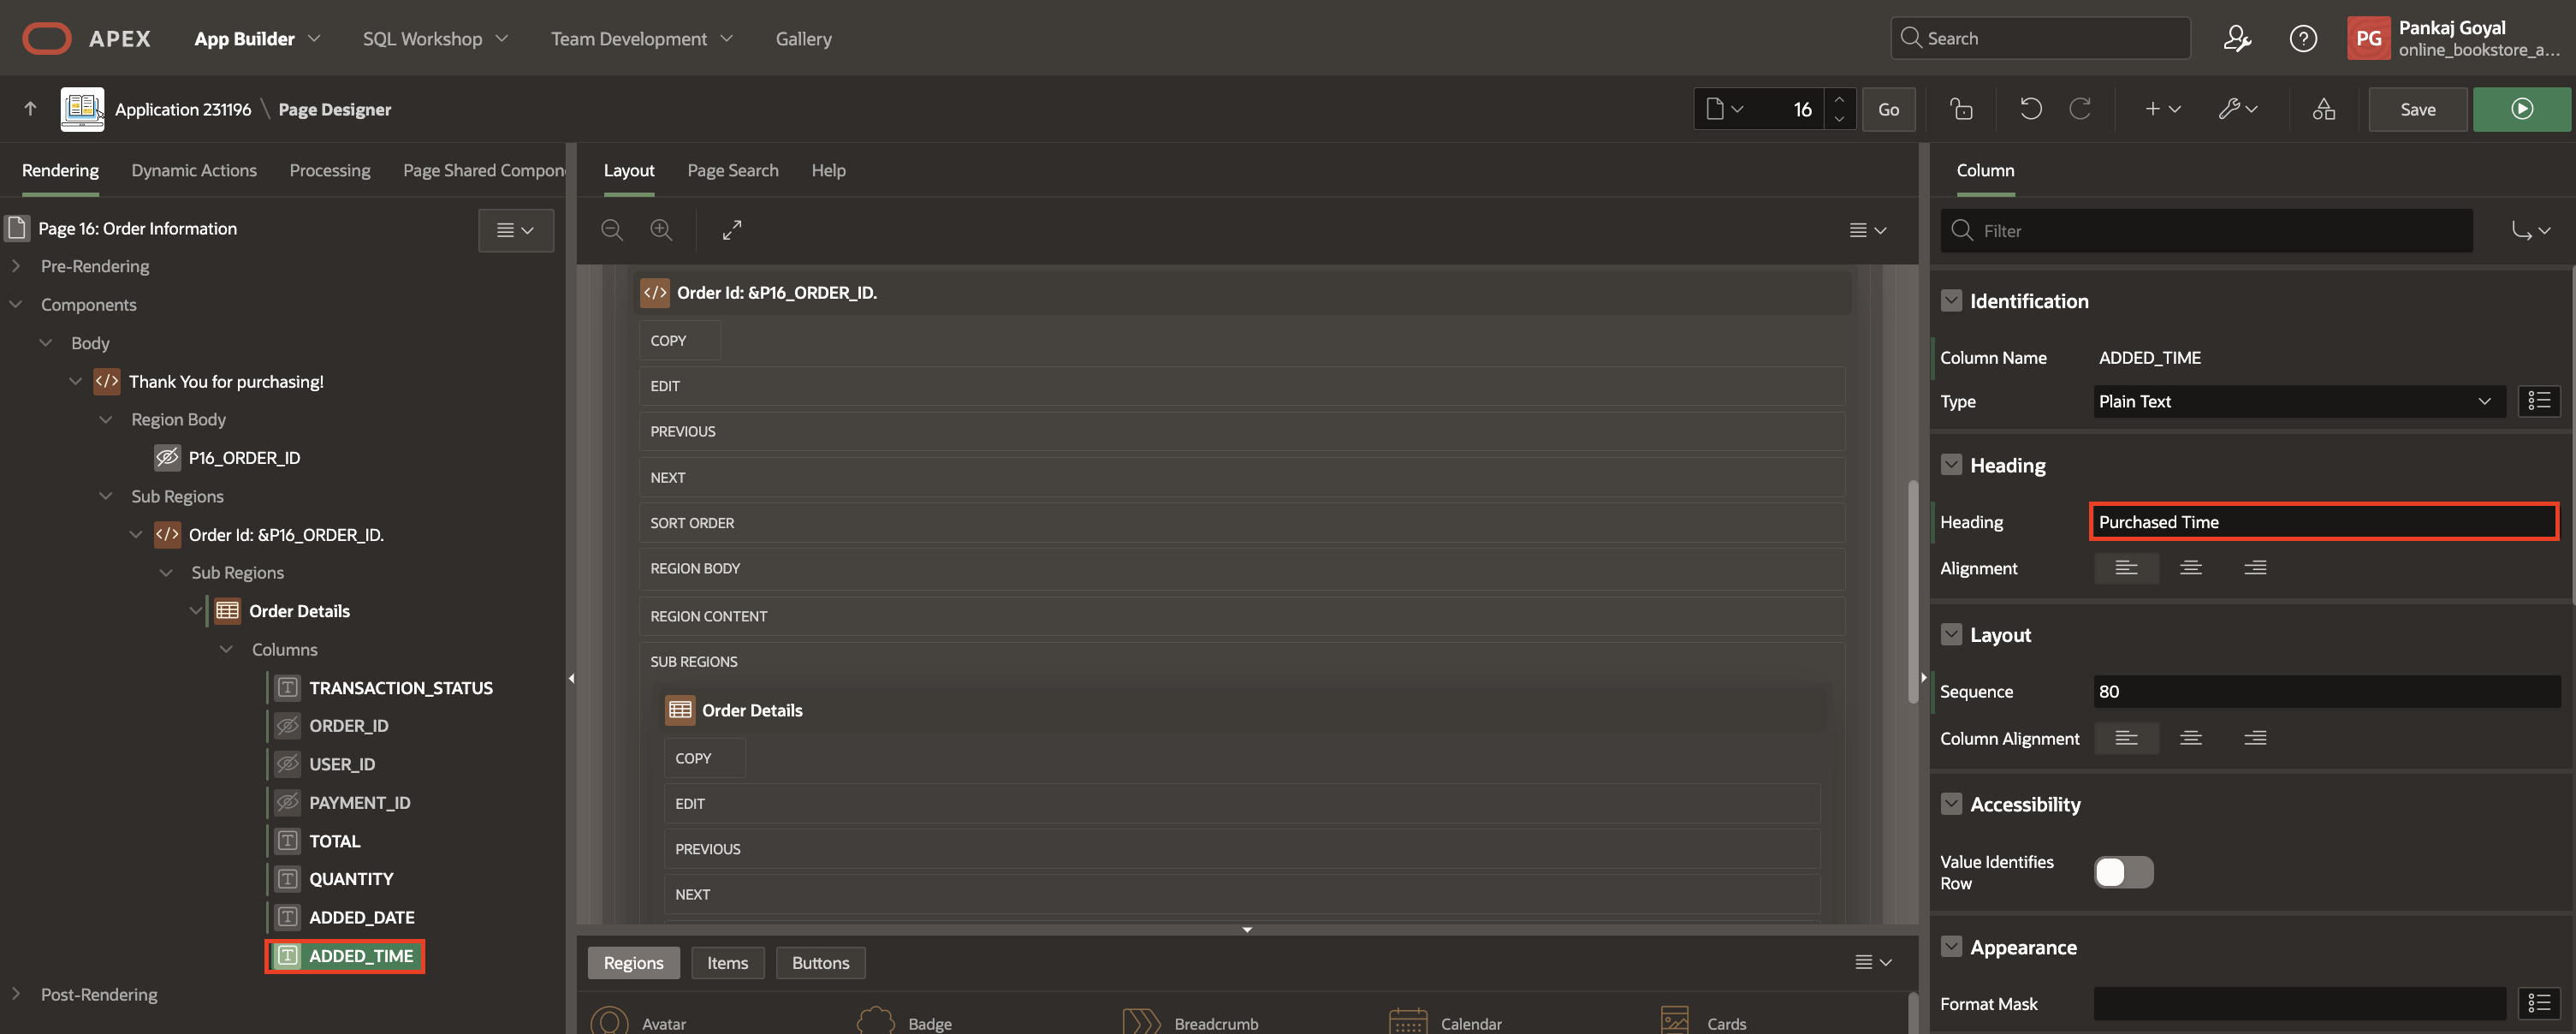 APEX App Builder SQL Workshop Team Development Gallery Search PG Pankaj Goyal
online_bookstore_a...
Application 231196 \ Page Designer 16 Go Save
Rendering Dynamic Actions Processing Page Shared Compon
Page 16: Order Information
Pre-Rendering
Components
Body
Thank You for purchasing!
Region Body
P16_ORDER_ID
Sub Regions
Order Id: &P16_ORDER_ID.
Sub Regions
Order Details
Columns
TRANSACTION_STATUS
ORDER_ID
USER_ID
PAYMENT_ID
TOTAL
QUANTITY
ADDED_DATE
ADDED_TIME
Post-Rendering
Layout Page Search Help
Order Id: &P16_ORDER_ID.
COPY
EDIT
PREVIOUS
NEXT
SORT ORDER
REGION BODY
REGION CONTENT
SUB REGIONS
Order Details
COPY
EDIT
PREVIOUS
NEXT
Regions Items Buttons
Avatar Badge Breadcrumb Calendar Cards
Column
Filter
Identification
Column Name ADDED_TIME
Type Plain Text
Heading
Heading Purchased Time
Alignment
Layout
Sequence 80
Column Alignment
Accessibility
Value Identifies
Row
Appearance
Format Mask